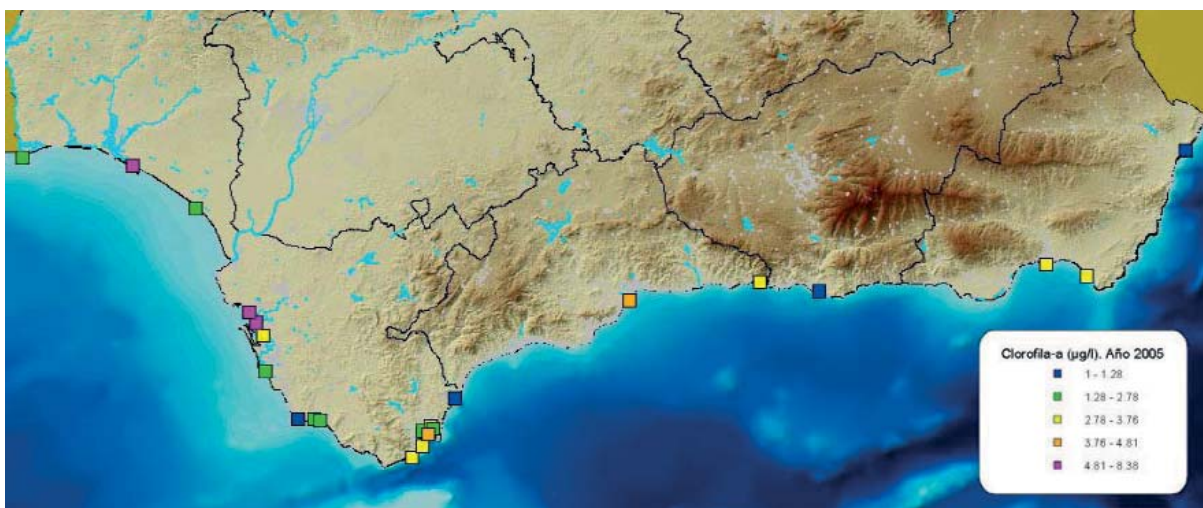 Clorofila-a (µg/l). Año 2005
1 - 1.28
1.28 - 2.78
2.78 - 3.76
3.76 - 4.81
4.81 - 8.38